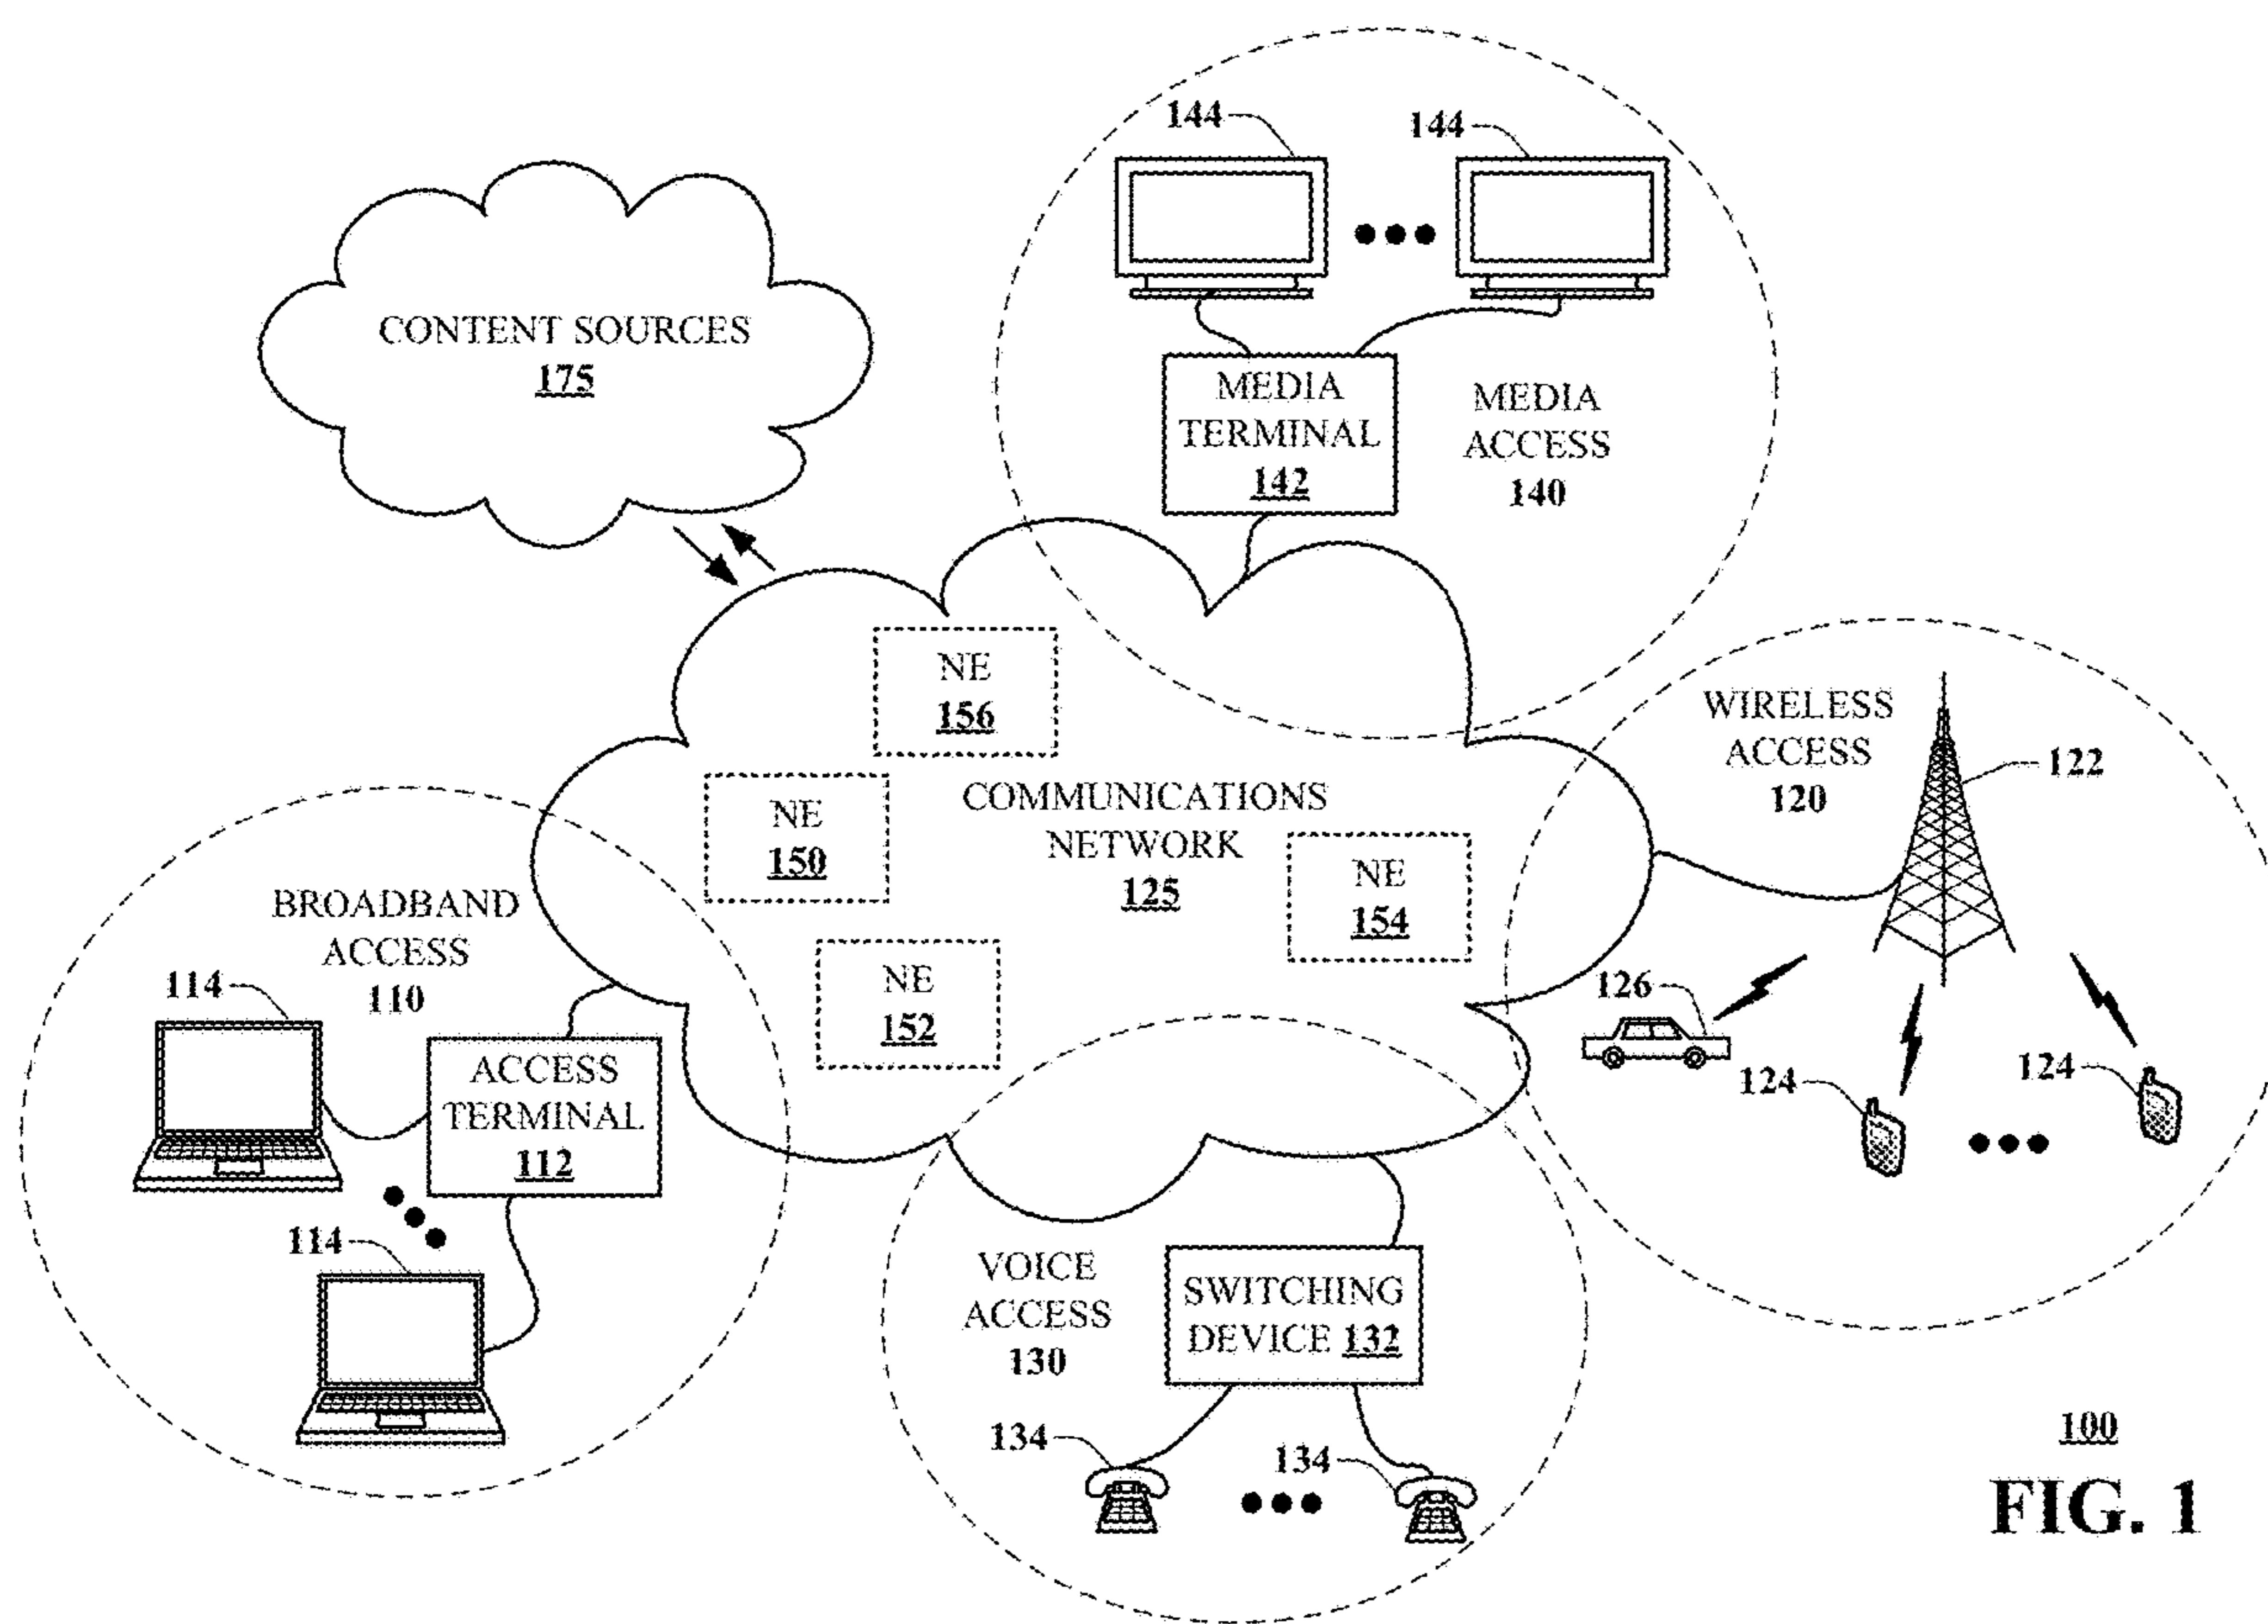 144
144
CONTENT SOURCES
175
MEDIA
TERMINAL
142
MEDIA
ACCESS
140
NE
156
WIRELESS
ACCESS
120
122
COMMUNICATIONS
NETWORK
125
NE
150
NE
154
BROADBAND
ACCESS
110
NE
152
114
126
ACCESS
TERMINAL
112
124
124
114
VOICE
ACCESS
130
SWITCHING
DEVICE 132
134
134
100
FIG. 1